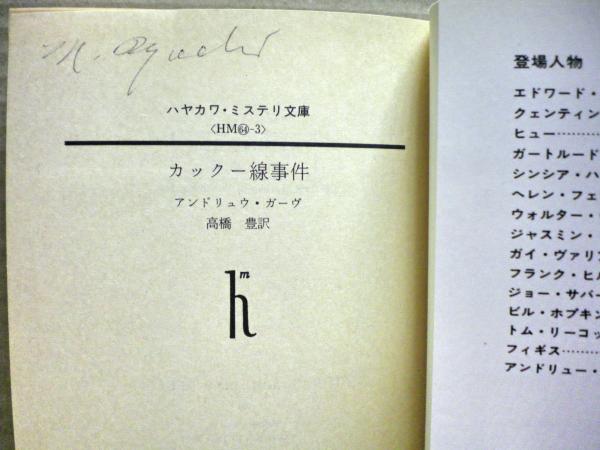 M. Oguchi
ハヤカワ・ミステリ文庫
〈HM64-3〉
カックー線事件
アンドリュウ・ガーヴ
高橋 豊訳
hm
登場人物
エドワード・
クェンティン
ヒュー………
ガートルード
シンシア・ハ
ヘレン・フェ
ウォルター・
ジャスミン・
ガイ・ヴァリ
フランク・ヒル
ジョー・サバー
ビル・ホプキン
トム・リーコッ
フィギス………
アンドリュー・